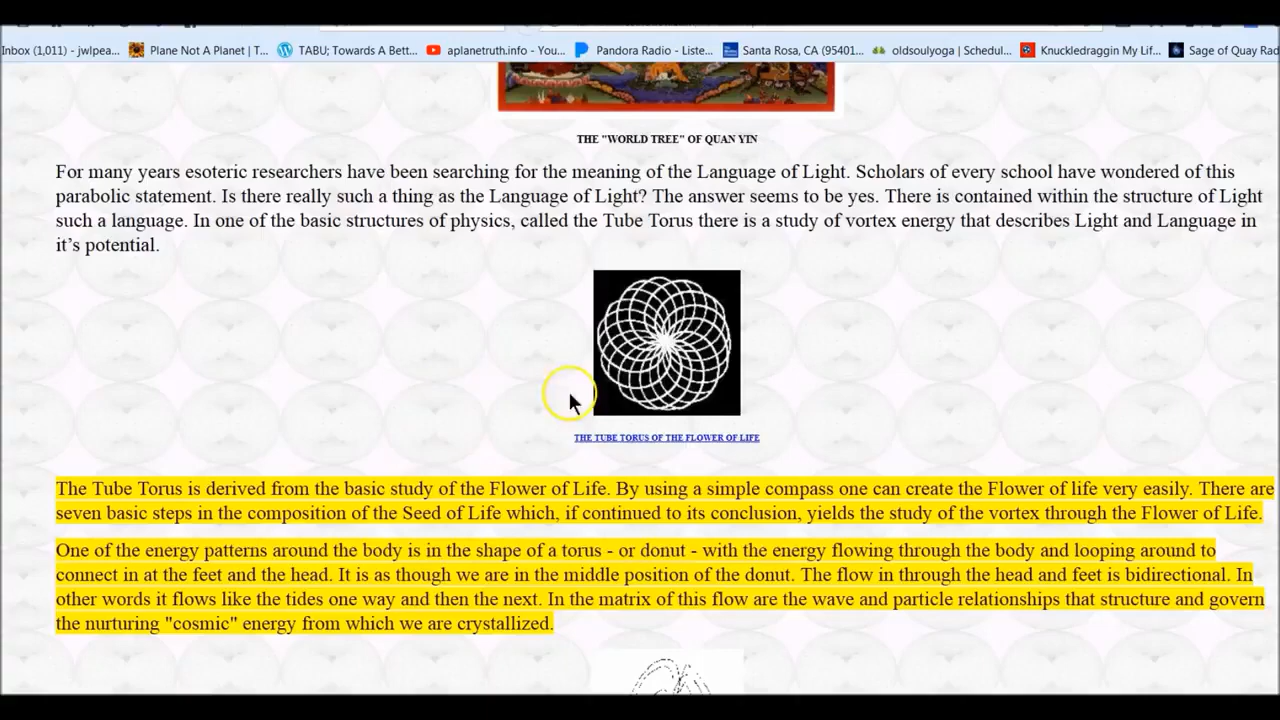 Inbox (1,011) - jwlpea... Plane Not A Planet | T... TABU; Towards A Bett... aplanetruth.info - You... Pandora Radio - Liste... Santa Rosa, CA (95401... oldsoulyoga | Schedul... Knuckledraggin My Lif... Sage of Quay Rad
THE "WORLD TREE" OF QUAN YIN
For many years esoteric researchers have been searching for the meaning of the Language of Light. Scholars of every school have wondered of this
parabolic statement. Is there really such a thing as the Language of Light? The answer seems to be yes. There is contained within the structure of Light
such a language. In one of the basic structures of physics, called the Tube Torus there is a study of vortex energy that describes Light and Language in
it's potential.
THE TUBE TORUS OF THE FLOWER OF LIFE
The Tube Torus is derived from the basic study of the Flower of Life. By using a simple compass one can create the Flower of life very easily. There are
seven basic steps in the composition of the Seed of Life which, if continued to its conclusion, yields the study of the vortex through the Flower of Life.
One of the energy patterns around the body is in the shape of a torus - or donut - with the energy flowing through the body and looping around to
connect in at the feet and the head. It is as though we are in the middle position of the donut. The flow in through the head and feet is bidirectional. In
other words it flows like the tides one way and then the next. In the matrix of this flow are the wave and particle relationships that structure and govern
the nurturing "cosmic" energy from which we are crystallized.